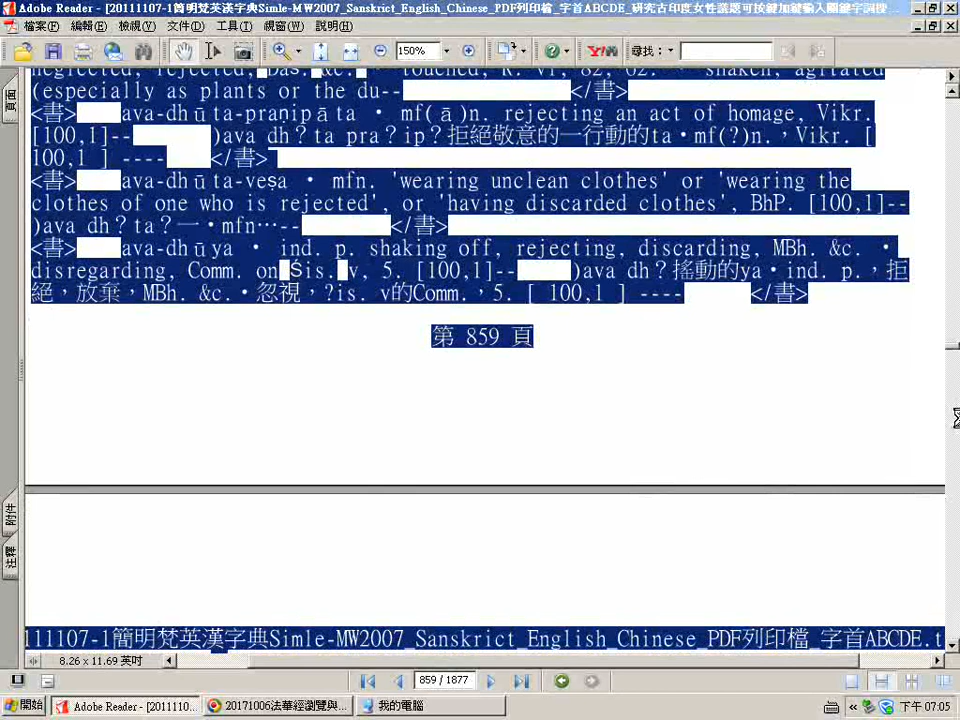 Adobe Reader - [20111107-1簡明梵英漢字典Simle-MW2007_Sanskrict_English_Chinese_PDF列印檔_字首ABCDE_研究古印度女性議題可按鍵加鍵輸入關鍵字詞搜
檔案(F) 編輯(E) 檢視(V) 文件(D) 工具(T) 視窗(W) 說明(H)
150% Y! 尋找：
頁面
neglected, rejected, Das. &c. touched, R. vi, 82, 62. shaken, agitated
(especially as plants or the du-- </書>
<書> ava-dhūta-praṇipāta ‧ mf(ā)n. rejecting an act of homage, Vikr.
[100,1]-- )ava dh？ta pra？ip？拒絕敬意的一行動的ta‧mf(?)n.，Vikr. [
100,1 ] ---- </書>
<書> ava-dhūta-veṣa ‧ mfn. 'wearing unclean clothes' or 'wearing the
clothes of one who is rejected', or 'having discarded clothes', BhP. [100,1]--
)ava dh？ta？一‧mfn…-- </書>
<書> ava-dhūya ‧ ind. p. shaking off, rejecting, discarding, MBh. &c. ‧
disregarding, Comm. on Śis. v, 5. [100,1]-- )ava dh？搖動的ya‧ind. p.，拒
絕，放棄，MBh. &c.‧忽視，?is. v的Comm.，5. [ 100,1 ] ---- </書>
第 859 頁
附件
注釋
111107-1簡明梵英漢字典Simle-MW2007_Sanskrict_English_Chinese_PDF列印檔_字首ABCDE.t
8.26 x 11.69 英吋
859 / 1877
開始 Adobe Reader - [2011110... 20171006法華經瀏覽與... 我的電腦 下午 07:05